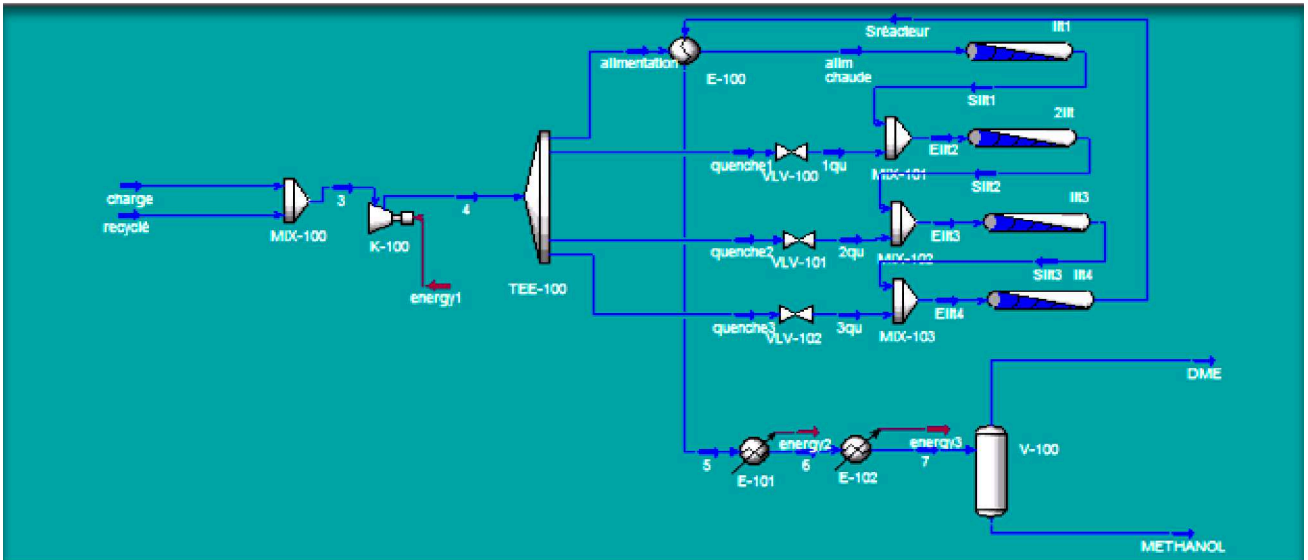 Sréacteur
lit1
alimentation
E-100
alim
chaude
Slit1
2lit
quenche1
VLV-100
1qu
MIX-101
Elit2
Slit2
charge
recyclé
MIX-100
3
K-100
4
energy1
TEE-100
lit3
quenche2
VLV-101
2qu
MIX-102
Elit3
Slit3
lit4
quenche3
VLV-102
3qu
MIX-103
Elit4
DME
5
E-101
energy2
6
E-102
energy3
7
V-100
METHANOL